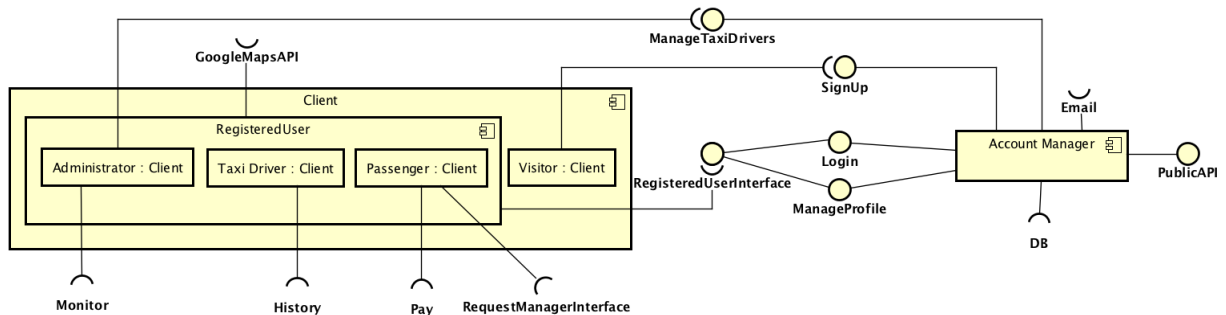 ManageTaxiDrivers
GoogleMapsAPI
SignUp
Client
Email
RegisteredUser
Account Manager
Administrator : Client
Taxi Driver : Client
Passenger : Client
Visitor : Client
Login
PublicAPI
RegisteredUserInterface
ManageProfile
DB
Monitor
History
Pay
RequestManagerInterface